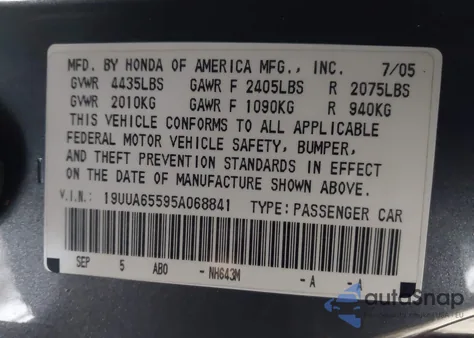 MFD. BY HONDA OF AMERICA MFG., INC. 7/05
GVWR 4435LBS GAWR F 2405LBS R 2075LBS
GVWR 2010KG GAWR F 1090KG R 940KG
THIS VEHICLE CONFORMS TO ALL APPLICABLE
FEDERAL MOTOR VEHICLE SAFETY, BUMPER,
AND THEFT PREVENTION STANDARDS IN EFFECT
ON THE DATE OF MANUFACTURE SHOWN ABOVE.
V.I.N.: 19UUA65595A068841 TYPE: PASSENGER CAR
SEP 5 AB0 -NH643M -A -A
autoSnap